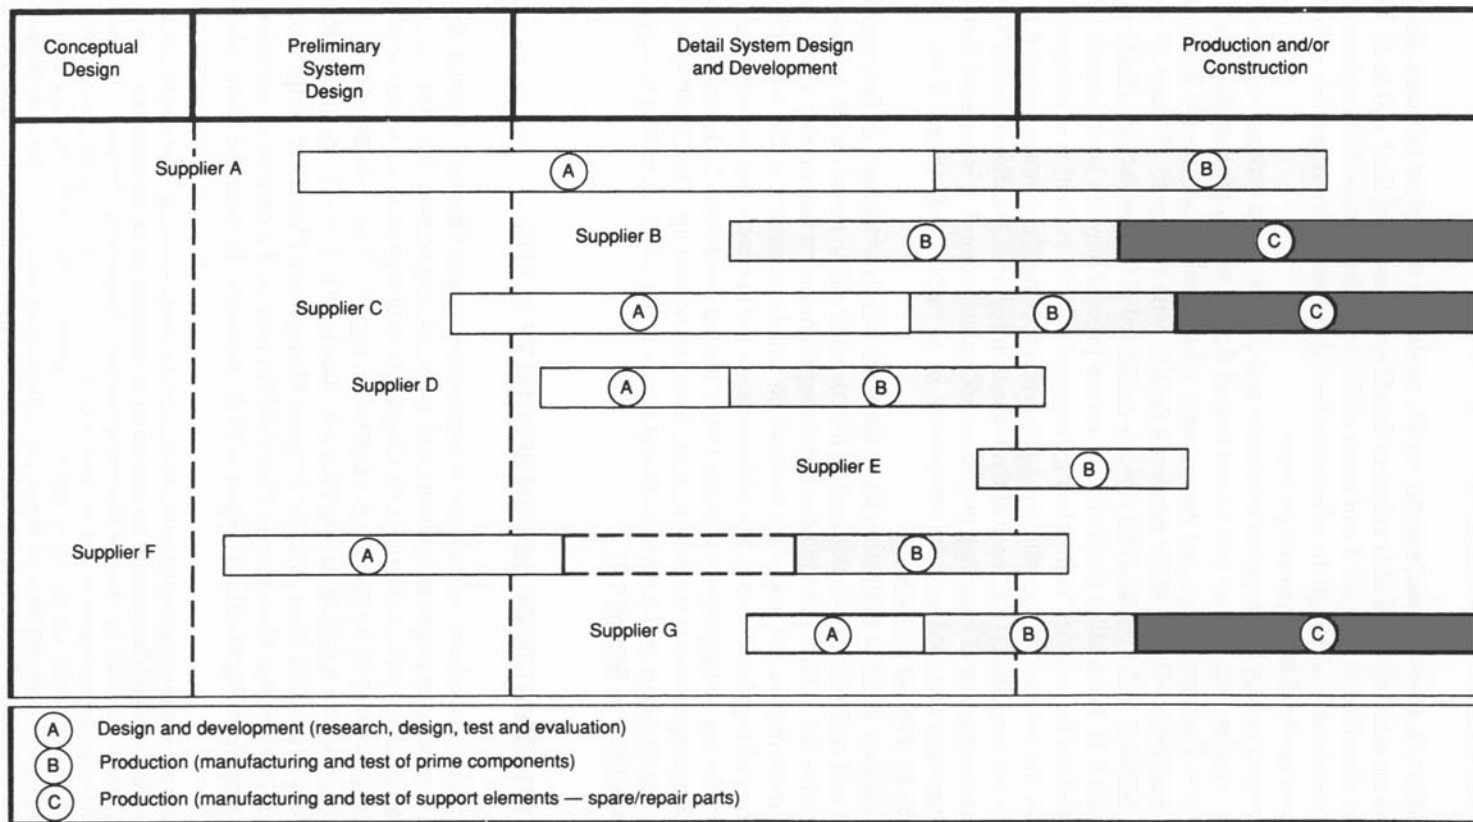 Conceptual
Design
Preliminary
System
Design
Detail System Design
and Development
Production and/or
Construction
Supplier A
A
B
Supplier B
B
C
Supplier C
A
B
C
Supplier D
A
B
Supplier E
B
Supplier F
A
B
Supplier G
A
B
C
A Design and development (research, design, test and evaluation)
B Production (manufacturing and test of prime components)
C Production (manufacturing and test of support elements — spare/repair parts)